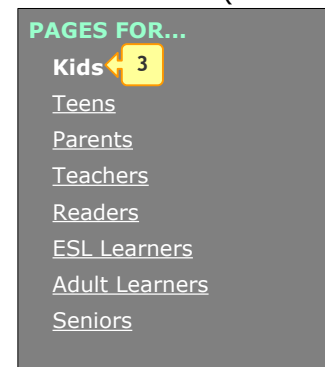 PAGES FOR...
Kids 3
Teens
Parents
Teachers
Readers
ESL Learners
Adult Learners
Seniors